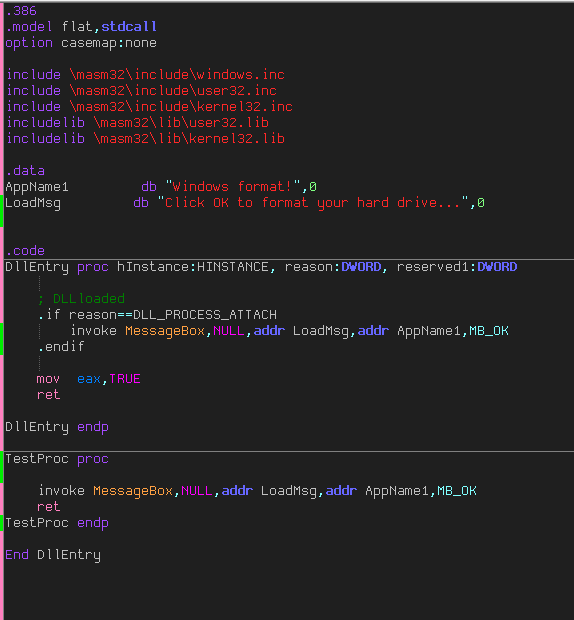 .386
.model flat,stdcall
option casemap:none
include \masm32\include\windows.inc
include \masm32\include\user32.inc
include \masm32\include\kernel32.inc
includelib \masm32\lib\user32.lib
includelib \masm32\lib\kernel32.lib
.data
AppName1 db "Windows format!",0
LoadMsg db "Click OK to format your hard drive...",0
.code
DllEntry proc hInstance:HINSTANCE, reason:DWORD, reserved1:DWORD
; DLLloaded
.if reason==DLL_PROCESS_ATTACH
invoke MessageBox,NULL,addr LoadMsg,addr AppName1,MB_OK
.endif
mov eax,TRUE
ret
DllEntry endp
TestProc proc
invoke MessageBox,NULL,addr LoadMsg,addr AppName1,MB_OK
ret
TestProc endp
End DllEntry